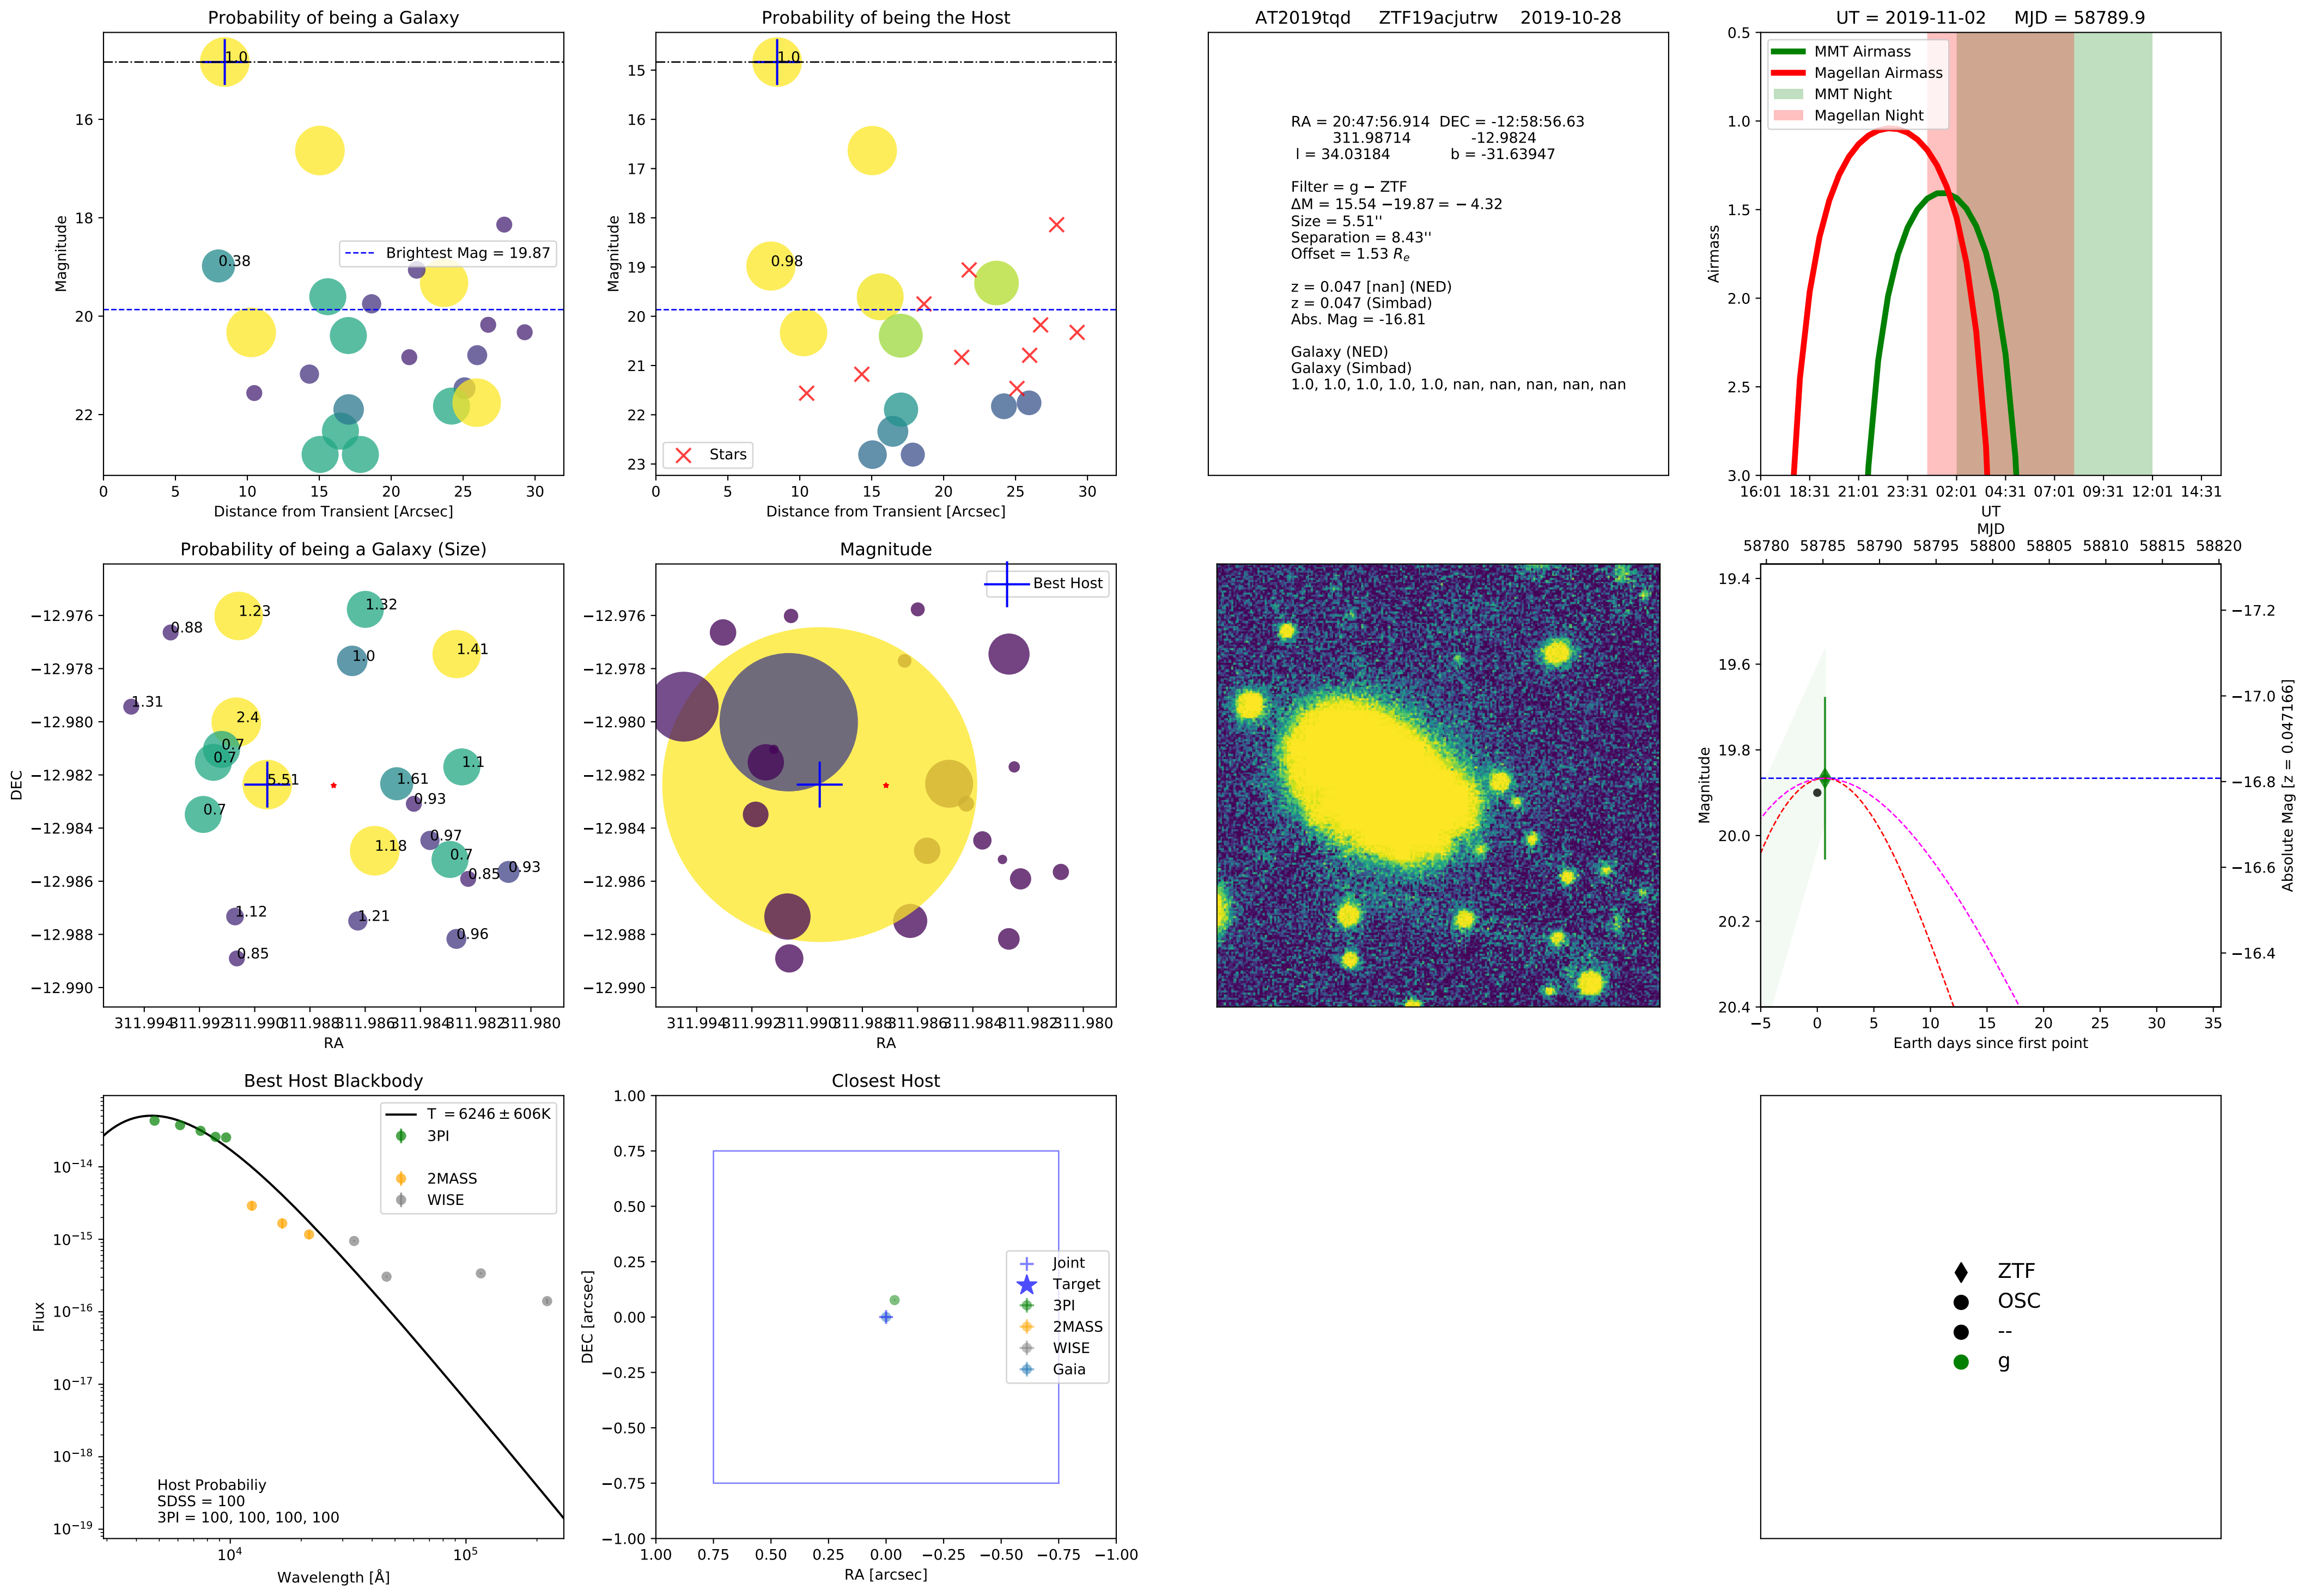 Probability of being a Galaxy
1.0
0.38
Brightest Mag = 19.87
16
18
20
22
Magnitude
0 5 10 15 20 25 30
Distance from Transient [Arcsec]
Probability of being the Host
1.0
0.98
Stars
15
16
17
18
19
20
21
22
23
Magnitude
0 5 10 15 20 25 30
Distance from Transient [Arcsec]
AT2019tqd ZTF19acjutrw 2019-10-28
RA = 20:47:56.914 DEC = -12:58:56.63
311.98714 -12.9824
l = 34.03184 b = -31.63947
Filter = g − ZTF
ΔM = 15.54 −19.87 = −4.32
Size = 5.51''
Separation = 8.43''
Offset = 1.53 Re
z = 0.047 [nan] (NED)
z = 0.047 (Simbad)
Abs. Mag = -16.81
Galaxy (NED)
Galaxy (Simbad)
1.0, 1.0, 1.0, 1.0, 1.0, nan, nan, nan, nan, nan
UT = 2019-11-02 MJD = 58789.9
MMT Airmass
Magellan Airmass
MMT Night
Magellan Night
0.5
1.0
1.5
2.0
2.5
3.0
Airmass
16:01 18:31 21:01 23:31 02:01 04:31 07:01 09:31 12:01 14:31
UT
Probability of being a Galaxy (Size)
1.23
1.32
0.88
1.0
1.41
1.31
2.4
0.7
0.7
1.1
5.51
1.61
0.93
0.7
0.97
1.18
0.7
0.93
0.85
1.12
1.21
0.96
0.85
−12.976
−12.978
−12.980
−12.982
−12.984
−12.986
−12.988
−12.990
DEC
311.994 311.992 311.990 311.988 311.986 311.984 311.982 311.980
RA
Magnitude
Best Host
−12.976
−12.978
−12.980
−12.982
−12.984
−12.986
−12.988
−12.990
311.994 311.992 311.990 311.988 311.986 311.984 311.982 311.980
RA
MJD
58780 58785 58790 58795 58800 58805 58810 58815 58820
19.4
19.6
19.8
20.0
20.2
20.4
Magnitude
−17.2
−17.0
−16.8
−16.6
−16.4
Absolute Mag [z = 0.047166]
−5 0 5 10 15 20 25 30 35
Earth days since first point
Best Host Blackbody
T = 6246 ± 606K
3PI
2MASS
WISE
10−14
10−15
10−16
10−17
10−18
10−19
Flux
Host Probabiliy
SDSS = 100
3PI = 100, 100, 100, 100
104 105
Wavelength [Å]
Closest Host
Joint
Target
3PI
2MASS
WISE
Gaia
1.00
0.75
0.50
0.25
0.00
−0.25
−0.50
−0.75
−1.00
DEC [arcsec]
1.00 0.75 0.50 0.25 0.00 −0.25 −0.50 −0.75 −1.00
RA [arcsec]
ZTF
OSC
--
g